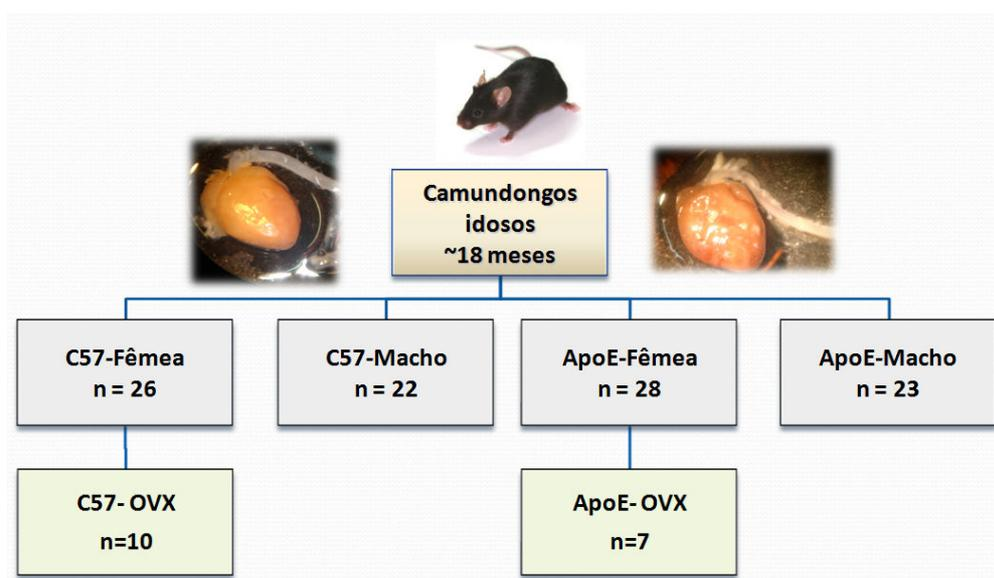 Camundongos
idosos
~18 meses
C57-Fêmea
n = 26
C57-Macho
n = 22
ApoE-Fêmea
n = 28
ApoE-Macho
n = 23
C57- OVX
n=10
ApoE- OVX
n=7